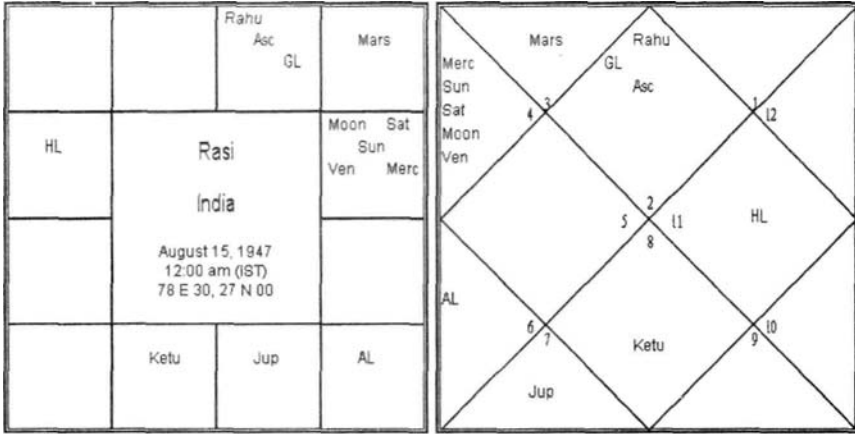 Rahu
Asc
GL
Mars
HL
Rasi
India
August 15, 1947
12:00 am (IST)
78 E 30, 27 N 00
Moon Sat
Sun
Ven Merc
Ketu
Jup
AL
Mars
Rahu
GL
Asc
Merc
Sun
Sat
Moon
Ven
4 3
1 12
2
5 11
8
HL
AL
6 7
10 9
Ketu
Jup